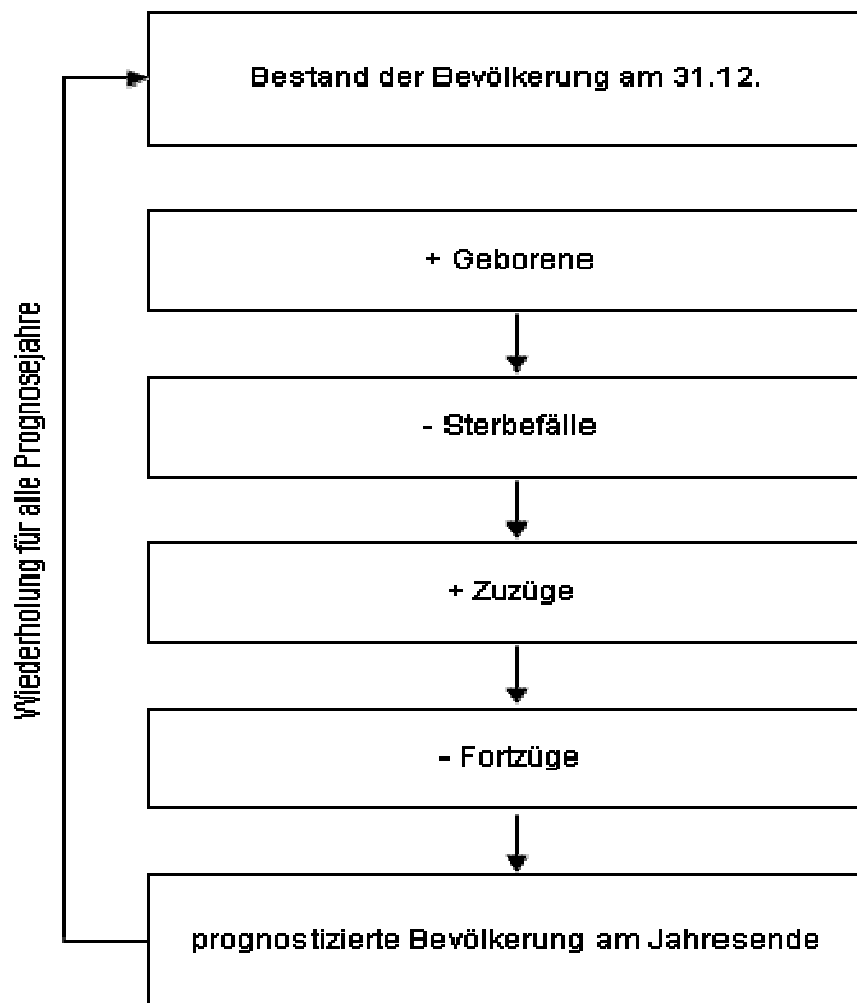 Bestand der Bevölkerung am 31.12.
+ Geborene
- Sterbefälle
+ Zuzüge
- Fortzüge
prognostizierte Bevölkerung am Jahresende
Wiederholung für alle Prognosejahre